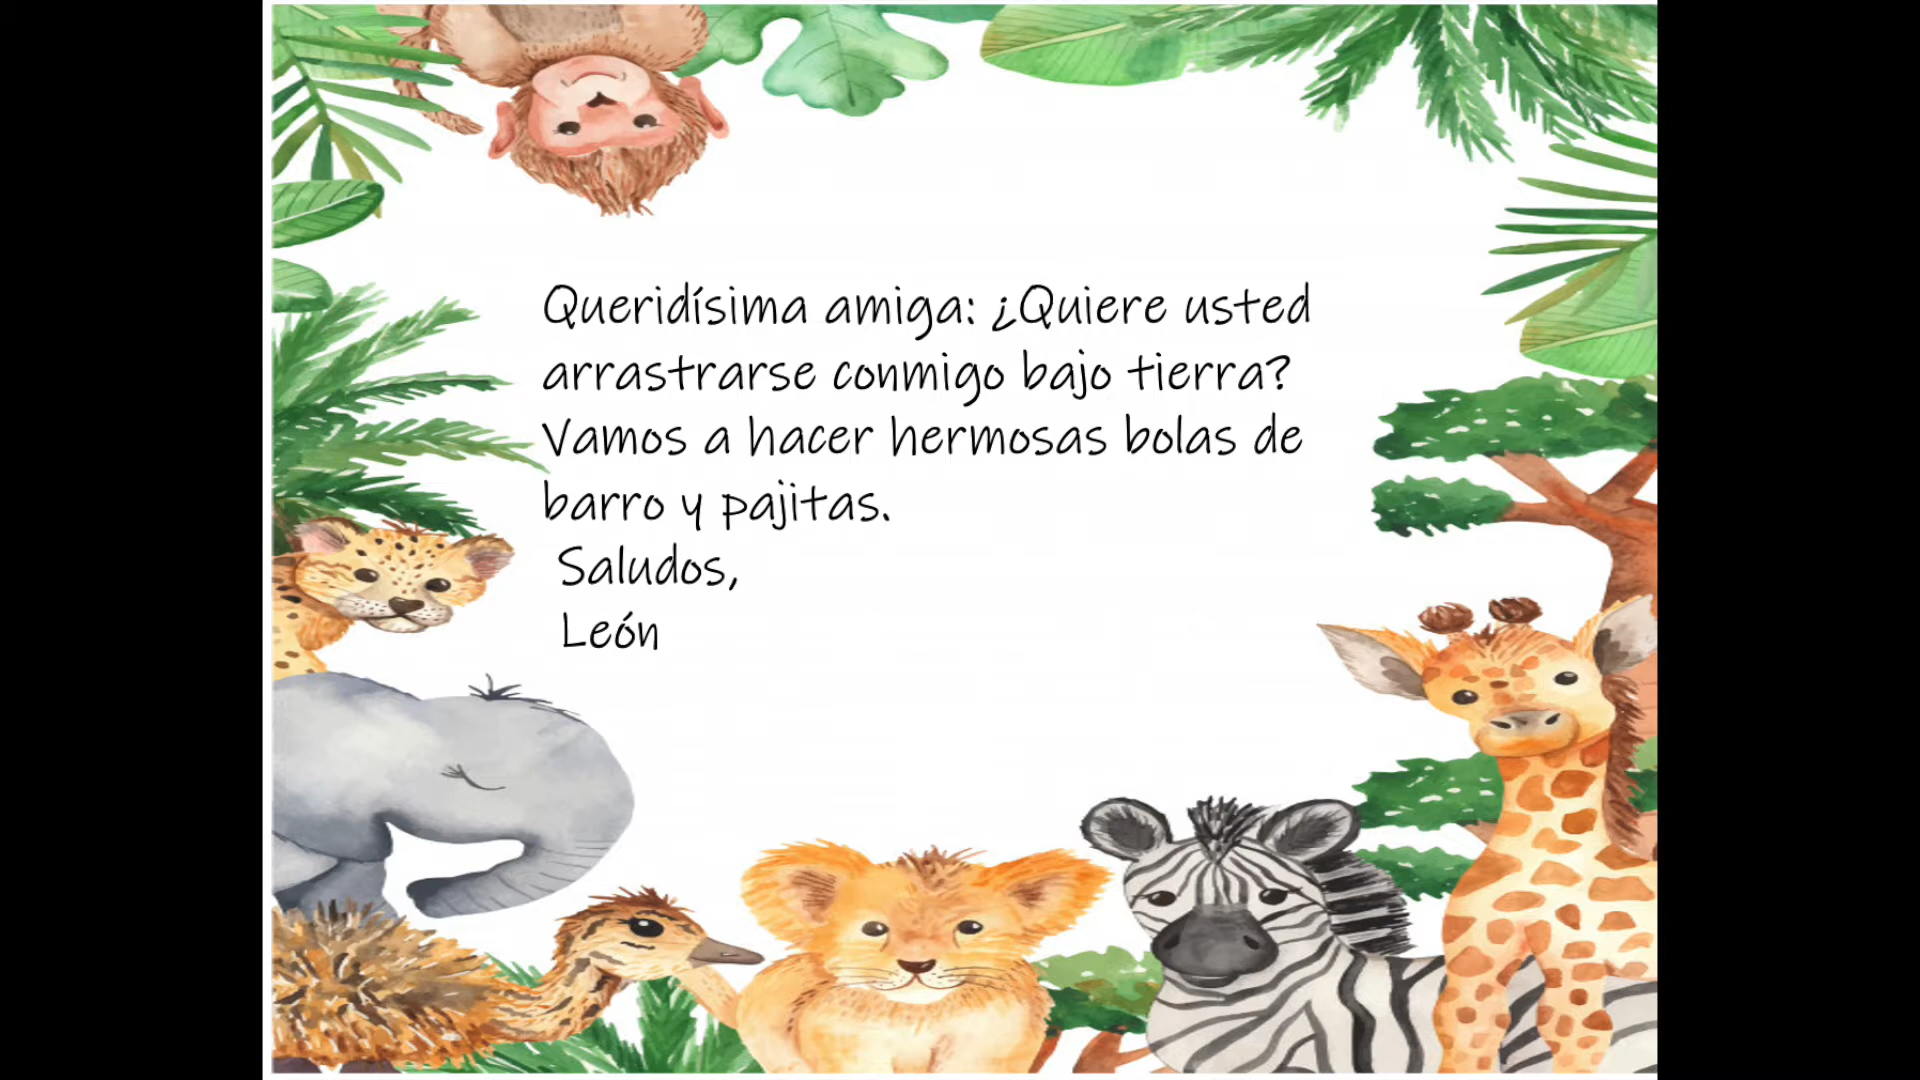 Queridísima amiga: ¿Quiere usted
arrastrarse conmigo bajo tierra?
Vamos a hacer hermosas bolas de
barro y pajitas.
Saludos,
León